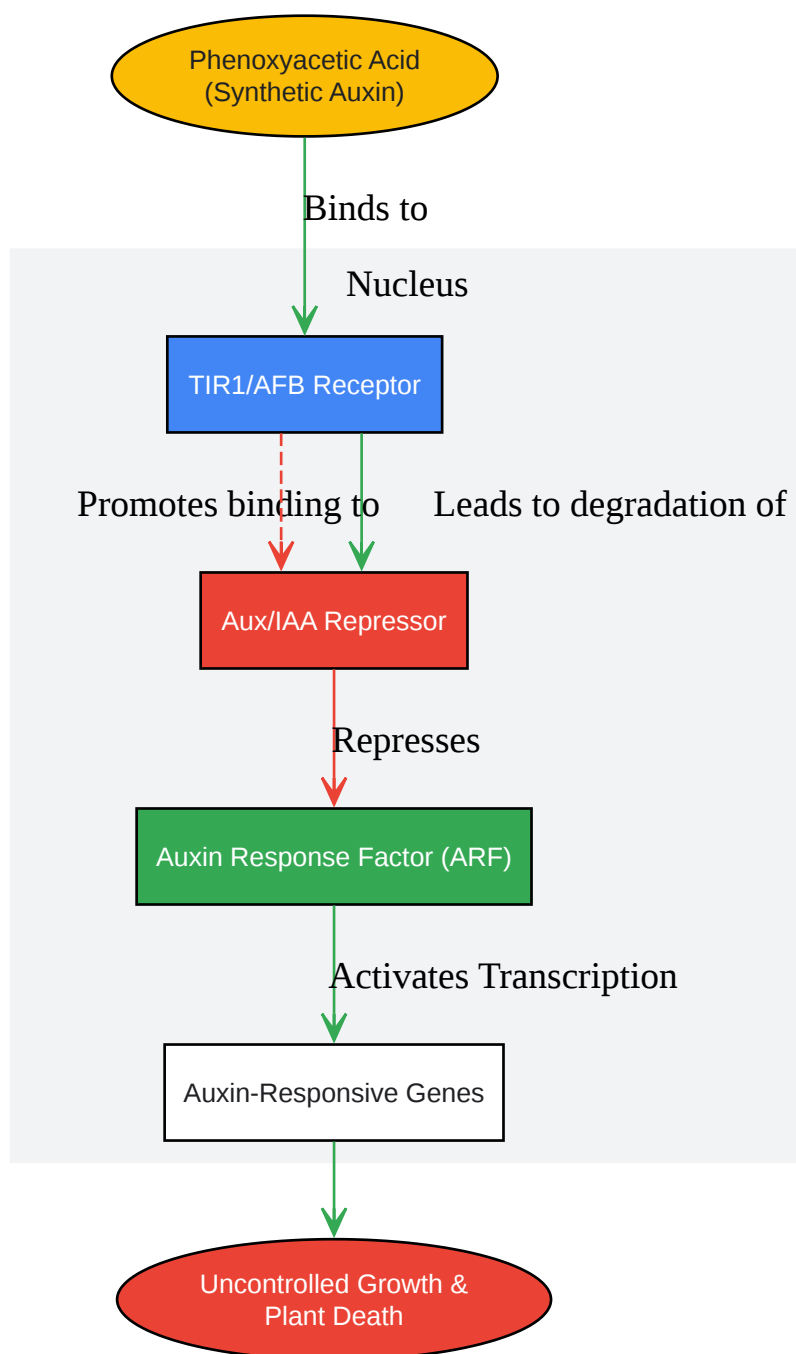 Phenoxyacetic Acid
(Synthetic Auxin)
Binds to
Nucleus
TIR1/AFB Receptor
Promotes binding to
Leads to degradation of
Aux/IAA Repressor
Represses
Auxin Response Factor (ARF)
Activates Transcription
Auxin-Responsive Genes
Uncontrolled Growth &
Plant Death